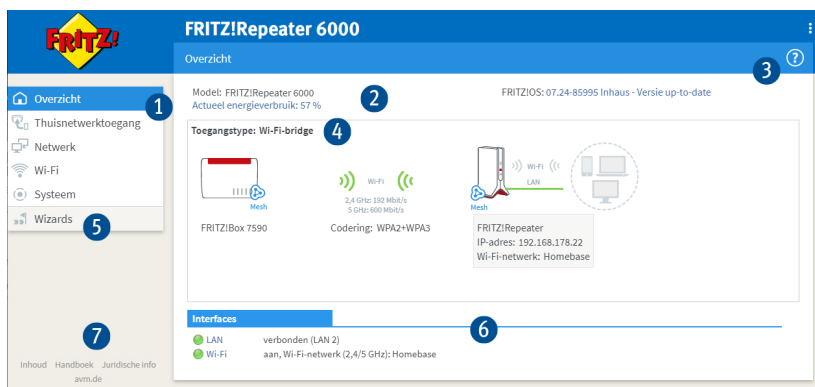 FRITZ!
FRITZ!Repeater 6000
Overzicht
3
?
Overzicht
1
Thuisnetwerktoegang
Netwerk
Wi-Fi
Systeem
Wizards
5
7
Inhoud Handboek Juridische info
avm.de
Model: FRITZ!Repeater 6000
Actueel energieverbruik: 57 %
2
FRITZ!OS: 07.24-85995 Inhaus - Versie up-to-date
Toegangstype: Wi-Fi-bridge
4
Mesh
FRITZ!Box 7590
WI-FI
2,4 GHz: 192 Mbit/s
5 GHz: 600 Mbit/s
Codering: WPA2+WPA3
WI-FI
LAN
Mesh
FRITZ!Repeater
IP-adres: 192.168.178.22
Wi-Fi-netwerk: Homebase
Interfaces
6
LAN verbonden (LAN 2)
Wi-Fi aan, Wi-Fi-netwerk (2,4/5 GHz): Homebase